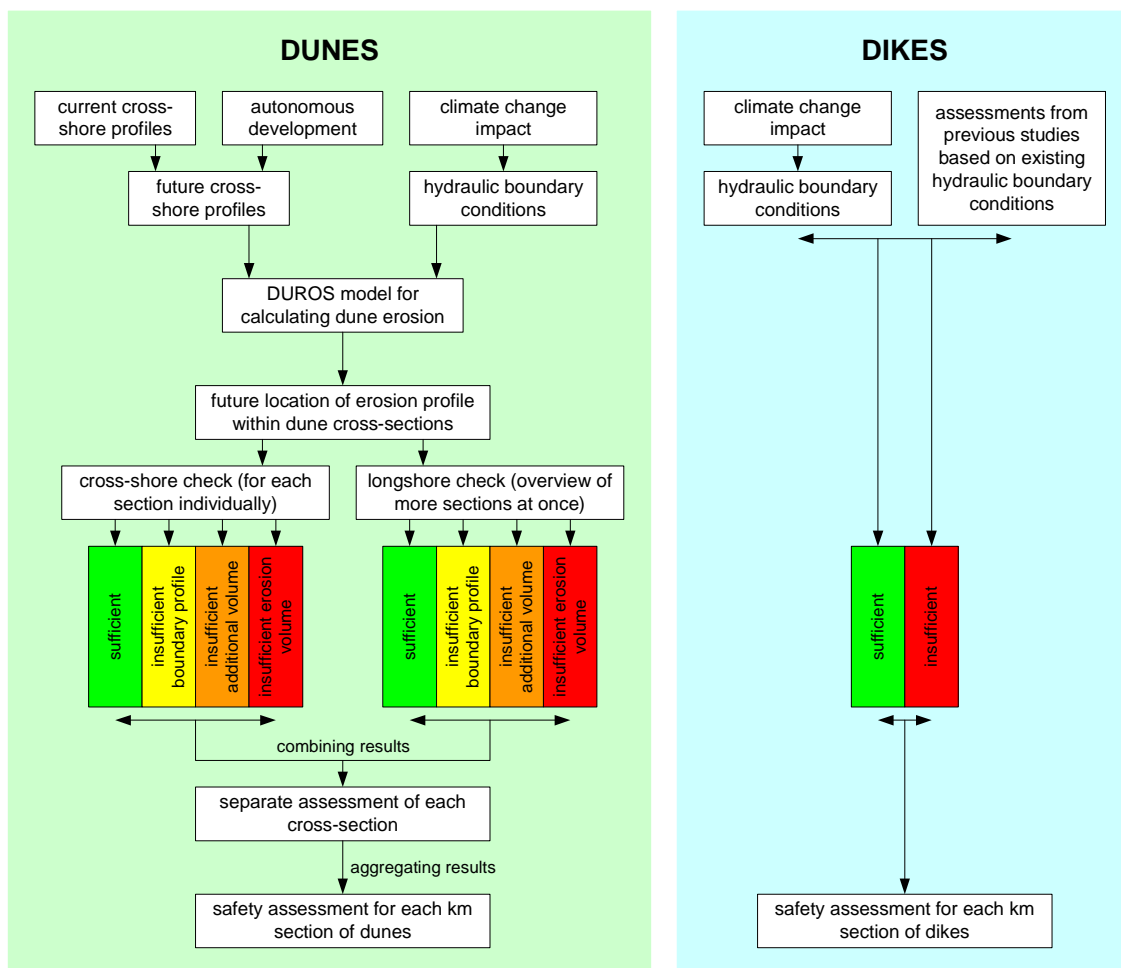 DUNES
current cross-
shore profiles
autonomous
development
climate change
impact
future cross-
shore profiles
hydraulic boundary
conditions
DUROS model for
calculating dune erosion
future location of erosion profile
within dune cross-sections
cross-shore check (for each
section individually)
longshore check (overview of
more sections at once)
sufficient
insufficient
boundary profile
insufficient
additional volume
insufficient erosion
volume
sufficient
insufficient
boundary profile
insufficient
additional volume
insufficient erosion
volume
combining results
separate assessment of each
cross-section
aggregating results
safety assessment for each km
section of dunes
DIKES
climate change
impact
assessments from
previous studies
based on existing
hydraulic boundary
conditions
hydraulic boundary
conditions
sufficient
insufficient
safety assessment for each km
section of dikes